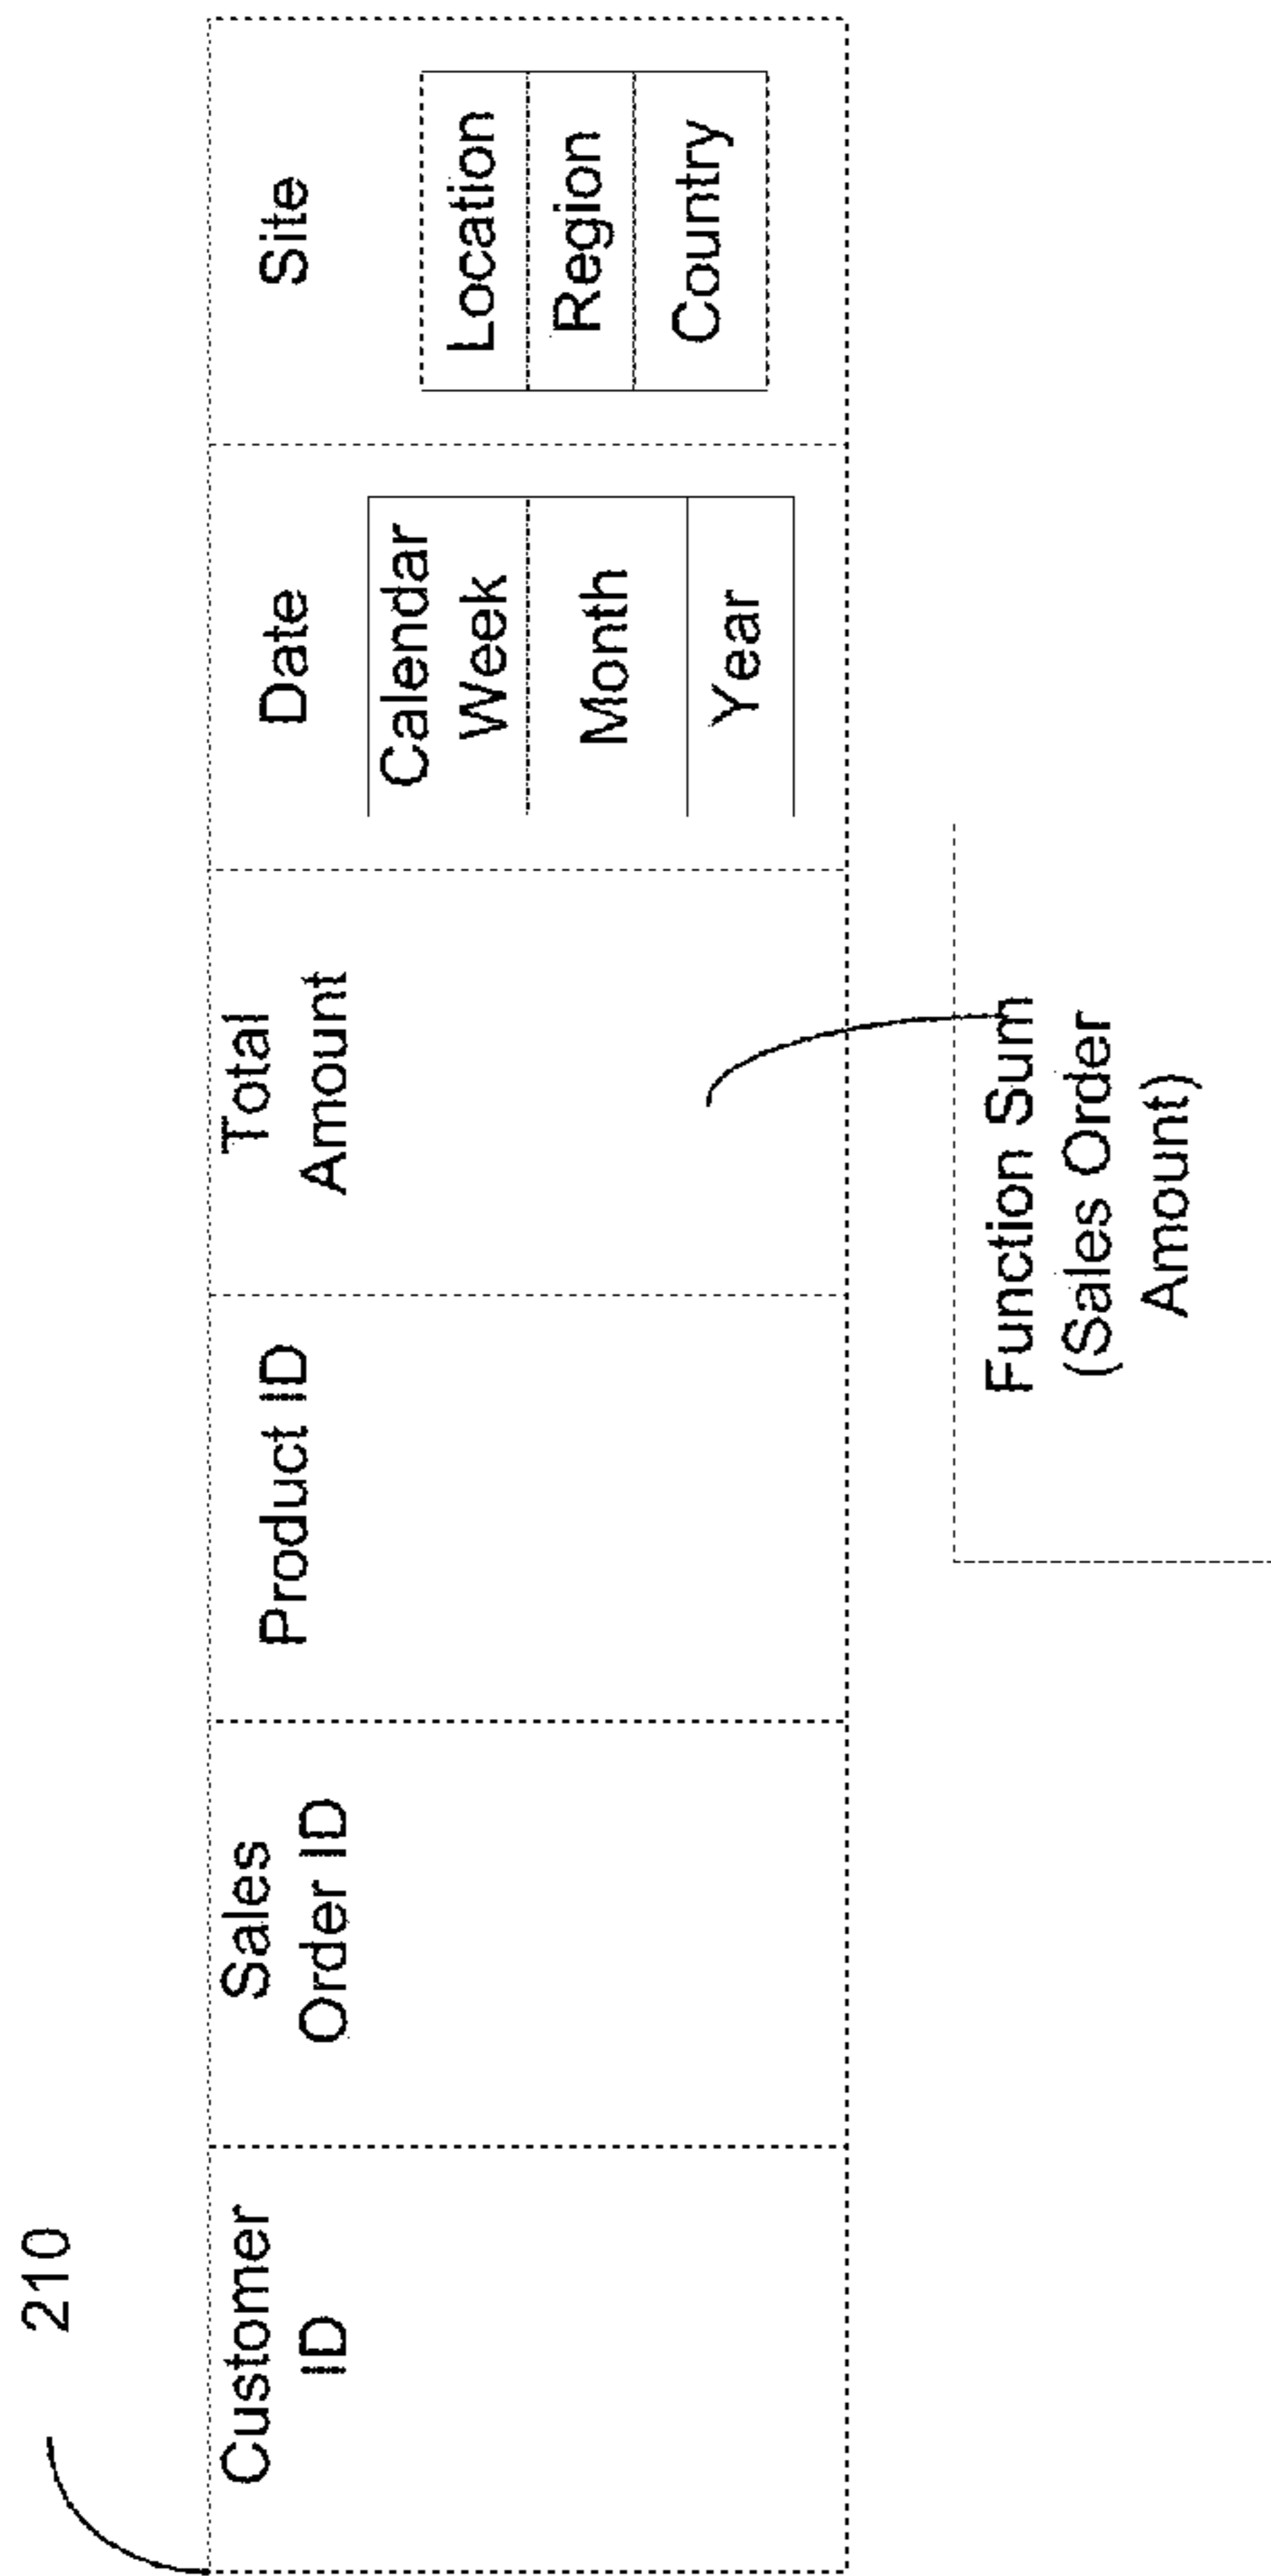 210
Customer
ID
Sales
Order ID
Product ID
Total
Amount
Date
Calendar
Week
Month
Year
Site
Location
Region
Country
Function Sum
(Sales Order
Amount)